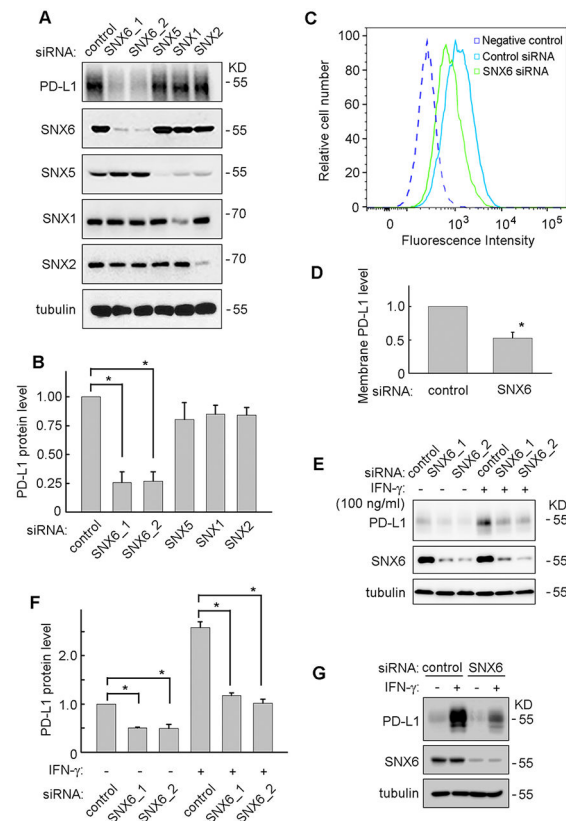 A
siRNA: control SNX6_1 SNX6_2 SNX5 SNX1 SNX2
KD
PD-L1 - 55
SNX6 - 55
SNX5 - 55
SNX1 - 70
SNX2 - 70
tubulin - 55
B
PD-L1 protein level
1.00
0.75
0.50
0.25
0
* *
siRNA: control SNX6_1 SNX6_2 SNX5 SNX1 SNX2
C
Relative cell number
100
80
60
40
20
0
Negative control
Control siRNA
SNX6 siRNA
0 10³ 10⁴ 10⁵
Fluorescence Intensity
D
Membrane PD-L1 level
1.0
0.5
0
*
siRNA: control SNX6
E
siRNA: control SNX6_1 SNX6_2 control SNX6_1 SNX6_2
IFN-γ: - - - + + +
(100 ng/ml)
KD
PD-L1 - 55
SNX6 - 55
tubulin - 55
F
PD-L1 protein level
2.0
1.0
1.0
0
* * * *
IFN-γ: - - - + + +
siRNA: control SNX6_1 SNX6_2 control SNX6_1 SNX6_2
G
siRNA: control SNX6
IFN-γ: - + - +
KD
PD-L1 - 55
SNX6 - 55
tubulin - 55